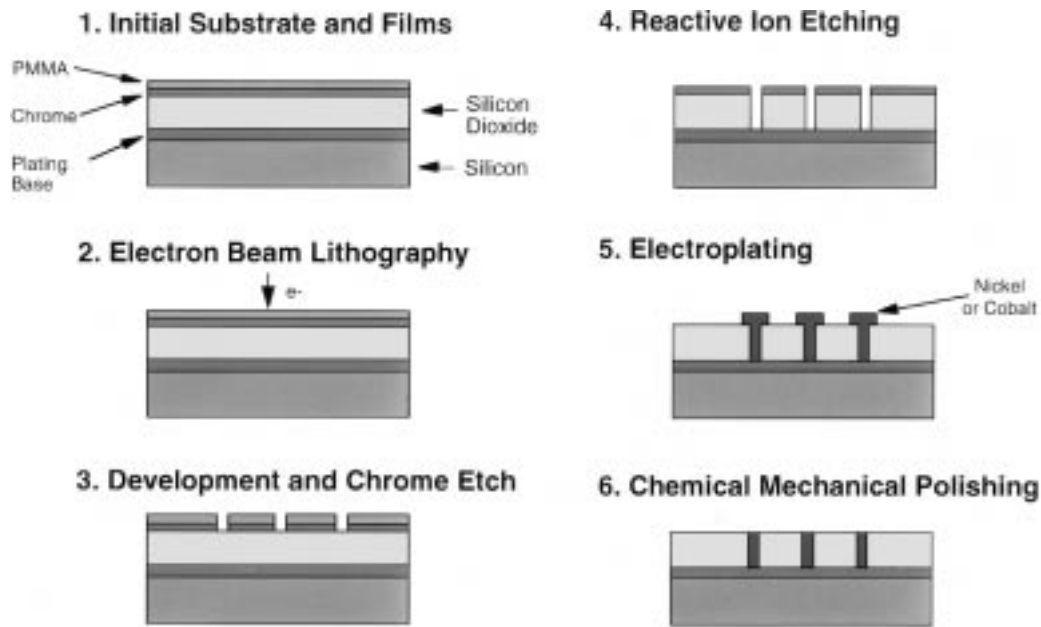 1. Initial Substrate and Films
PMMA
Chrome
Plating
Base
Silicon
Dioxide
Silicon
2. Electron Beam Lithography
e-
3. Development and Chrome Etch
4. Reactive Ion Etching
5. Electroplating
Nickel
or Cobalt
6. Chemical Mechanical Polishing